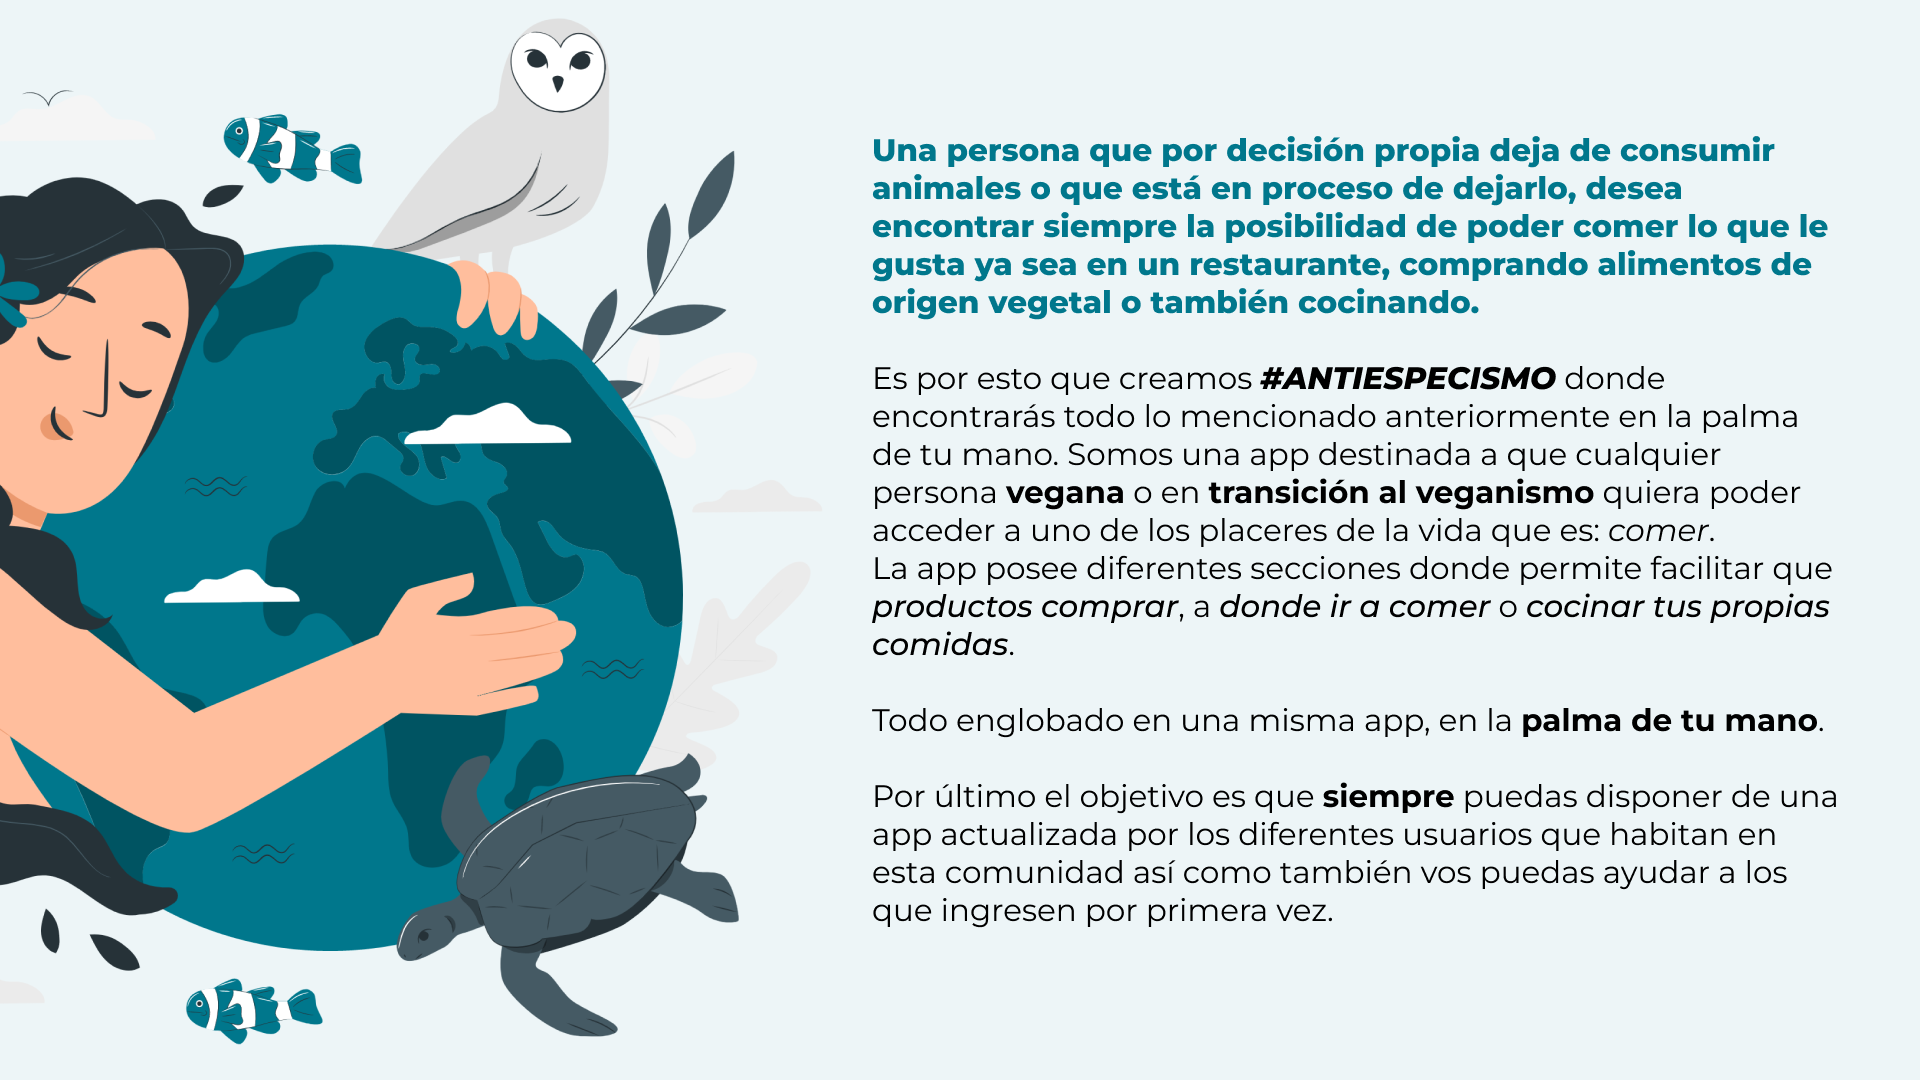 Una persona que por decisión propia deja de consumir
animales o que está en proceso de dejarlo, desea
encontrar siempre la posibilidad de poder comer lo que le
gusta ya sea en un restaurante, comprando alimentos de
origen vegetal o también cocinando.
Es por esto que creamos #ANTIESPECISMO donde
encontrarás todo lo mencionado anteriormente en la palma
de tu mano. Somos una app destinada a que cualquier
persona vegana o en transición al veganismo quiera poder
acceder a uno de los placeres de la vida que es: comer.
La app posee diferentes secciones donde permite facilitar que
productos comprar, a donde ir a comer o cocinar tus propias
comidas.
Todo englobado en una misma app, en la palma de tu mano.
Por último el objetivo es que siempre puedas disponer de una
app actualizada por los diferentes usuarios que habitan en
esta comunidad así como también vos puedas ayudar a los
que ingresen por primera vez.